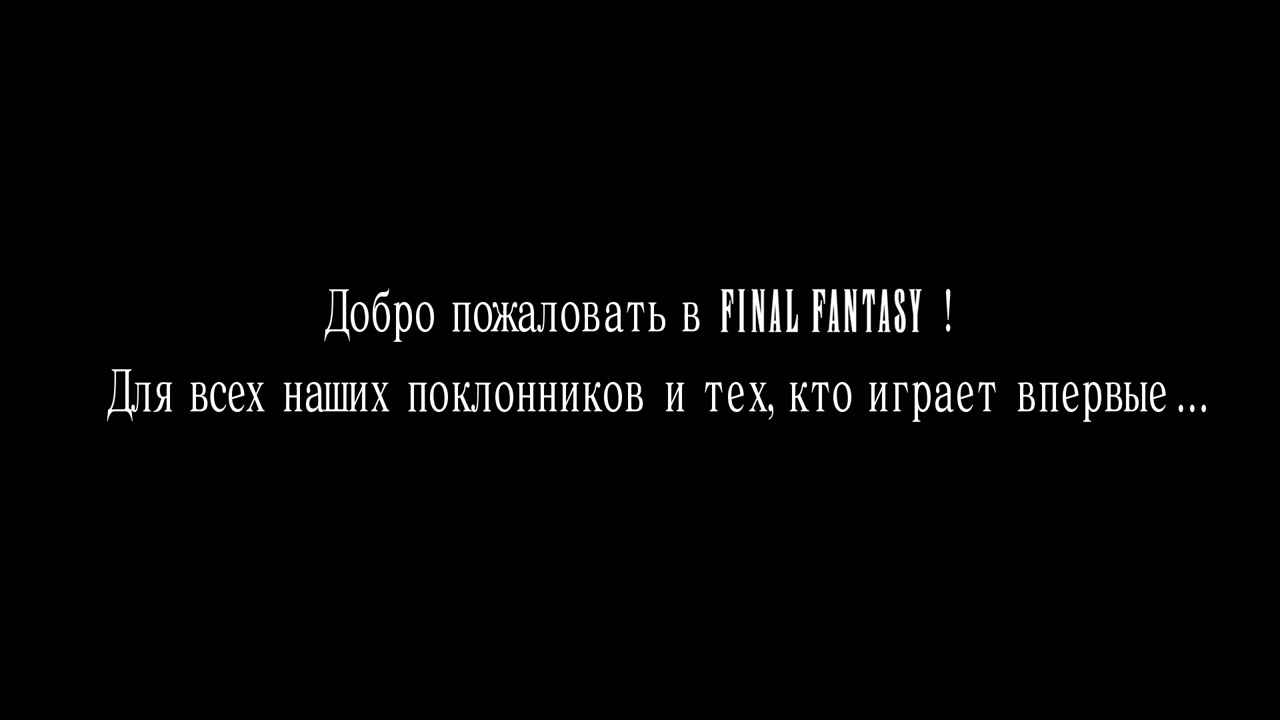 Добро пожаловать в FINAL FANTASY !
Для всех наших поклонников и тех, кто играет впервые ...